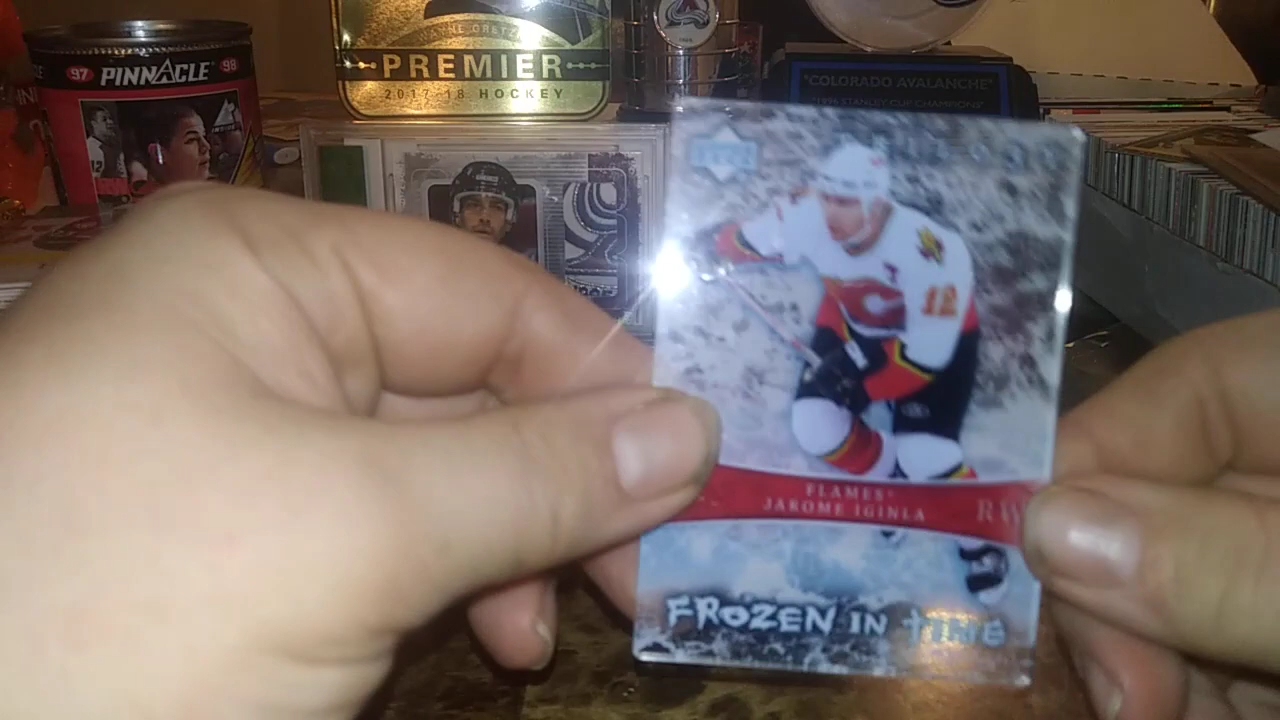 97 PINNACLE 98
PREMIER
2017-18 HOCKEY
"COLORADO AVALANCHE"
"1996 STANLEY CUP CHAMPIONS"
12
FLAMES
JAROME IGINLA
RW
FROZEN IN TIME